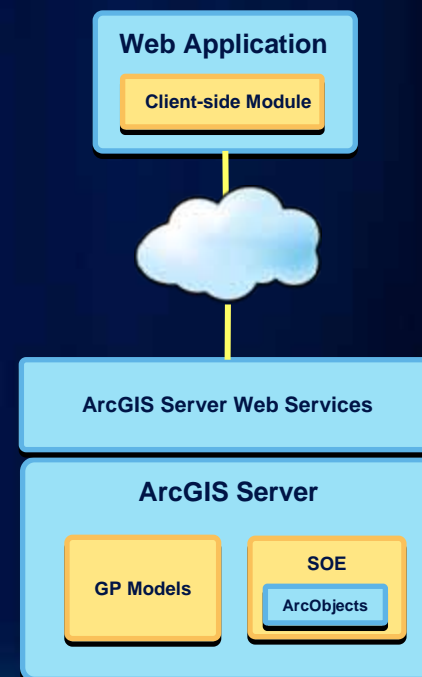 Web Application
Client-side Module
ArcGIS Server Web Services
ArcGIS Server
GP Models
SOE
ArcObjects